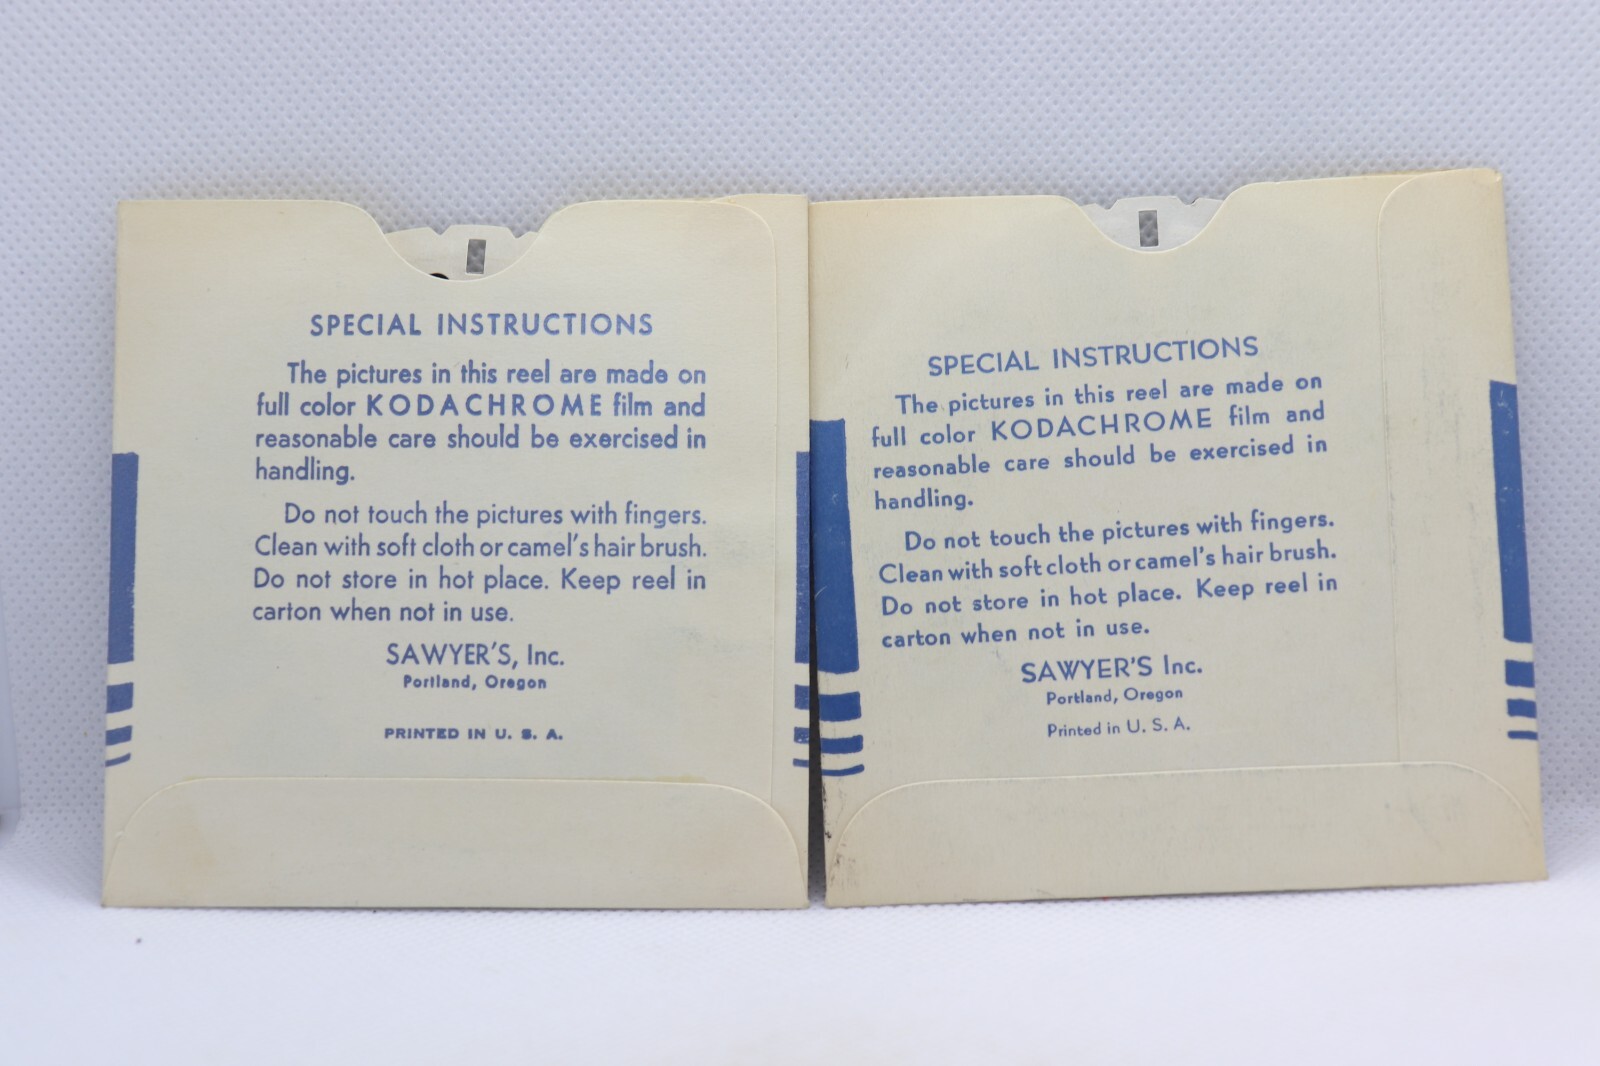 SPECIAL INSTRUCTIONS
The pictures in this reel are made on
full color KODACHROME film and
reasonable care should be exercised in
handling.
Do not touch the pictures with fingers.
Clean with soft cloth or camel's hair brush.
Do not store in hot place. Keep reel in
carton when not in use.
SAWYER'S, Inc.
Portland, Oregon
PRINTED IN U. S. A.
SPECIAL INSTRUCTIONS
The pictures in this reel are made on
full color KODACHROME film and
reasonable care should be exercised in
handling.
Do not touch the pictures with fingers.
Clean with soft cloth or camel's hair brush.
Do not store in hot place. Keep reel in
carton when not in use.
SAWYER'S Inc.
Portland, Oregon
Printed in U. S. A.